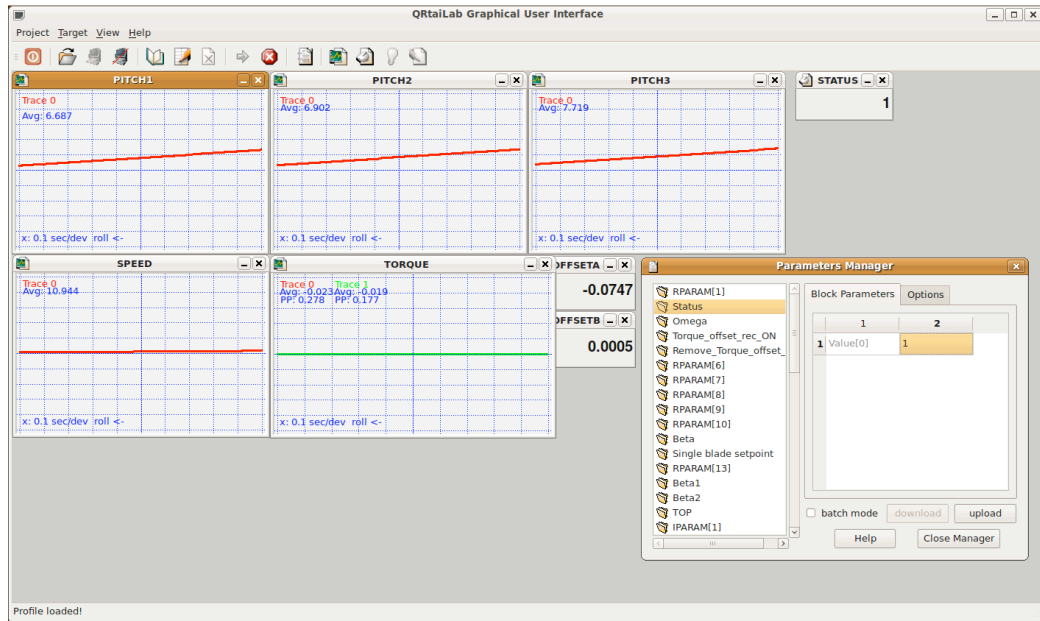 QRtaiLab Graphical User Interface
Project Target View Help
PITCH1
Trace 0
Avg: 6.687
x: 0.1 sec/dev roll <-
PITCH2
Trace 0
Avg: 6.902
x: 0.1 sec/dev roll <-
PITCH3
Trace 0
Avg: 7.719
x: 0.1 sec/dev roll <-
STATUS
1
SPEED
Trace 0
Avg: 10.944
x: 0.1 sec/dev roll <-
TORQUE
Trace 0 Trace 1
Avg: -0.023 Avg: -0.019
PP: 0.278 PP: 0.177
x: 0.1 sec/dev roll <-
OFFSETA
-0.0747
OFFSETB
0.0005
Parameters Manager
RPARAM[1]
Status
Omega
Torque_offset_rec_ON
Remove_Torque_offset_
RPARAM[6]
RPARAM[7]
RPARAM[8]
RPARAM[9]
RPARAM[10]
Beta
Single blade setpoint
RPARAM[13]
Beta1
Beta2
TOP
IPARAM[1]
Block Parameters Options
1 2
1 Value[0] 1
batch mode download upload
Help Close Manager
Profile loaded!